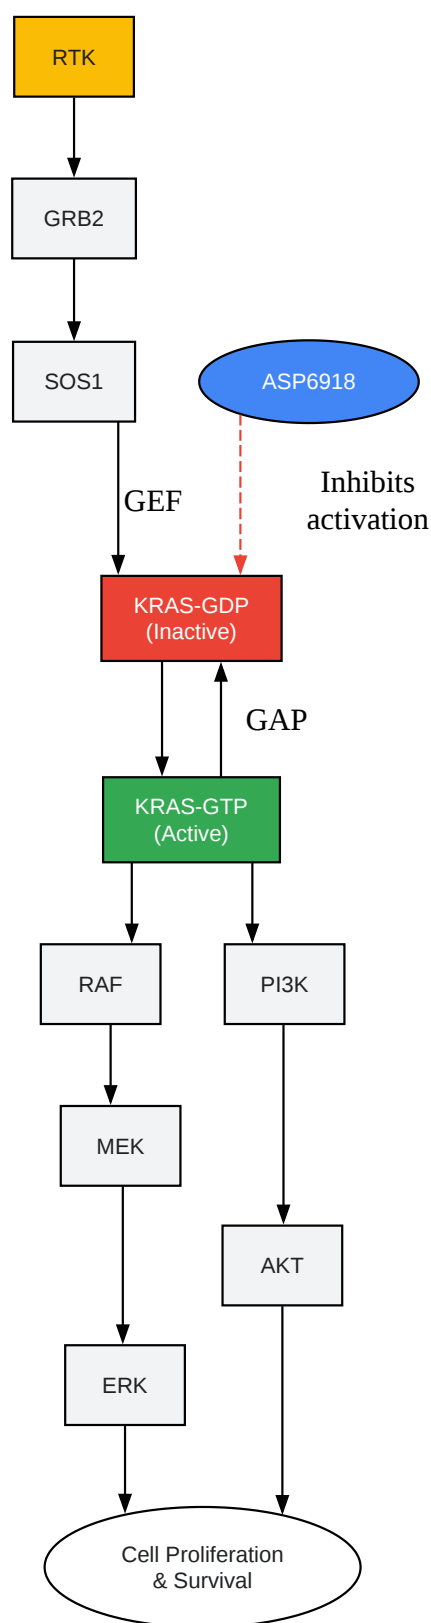 RTK
GRB2
SOS1
ASP6918
GEF
Inhibits
activation
KRAS-GDP
(Inactive)
GAP
KRAS-GTP
(Active)
RAF
PI3K
MEK
AKT
ERK
Cell Proliferation
& Survival